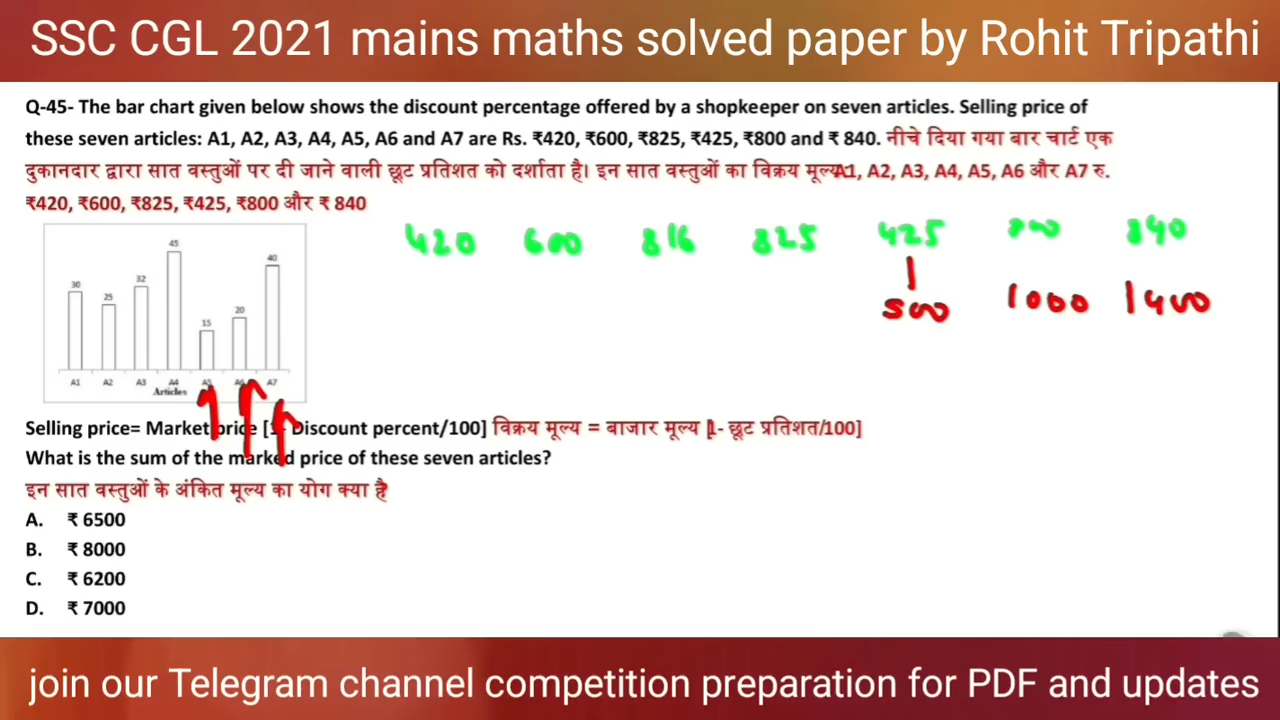 SSC CGL 2021 mains maths solved paper by Rohit Tripathi
Q-45- The bar chart given below shows the discount percentage offered by a shopkeeper on seven articles. Selling price of
these seven articles: A1, A2, A3, A4, A5, A6 and A7 are Rs. ₹420, ₹600, ₹825, ₹425, ₹800 and ₹ 840. नीचे दिया गया बार चार्ट एक
दुकानदार द्वारा सात वस्तुओं पर दी जाने वाली छूट प्रतिशत को दर्शाता है। इन सात वस्तुओं का विक्रय मूल्यA1, A2, A3, A4, A5, A6 और A7 रु.
₹420, ₹600, ₹825, ₹425, ₹800 और ₹ 840
420 600 816 825 425 800 840
500 1000 1400
30 25 32 45 15 20 40
A1 A2 A3 A4 A5 A6 A7
Articles
Selling price= Market price [1- Discount percent/100] विक्रय मूल्य = बाजार मूल्य [1- छूट प्रतिशत/100]
What is the sum of the marked price of these seven articles?
इन सात वस्तुओं के अंकित मूल्य का योग क्या है?
A. ₹ 6500
B. ₹ 8000
C. ₹ 6200
D. ₹ 7000
join our Telegram channel competition preparation for PDF and updates